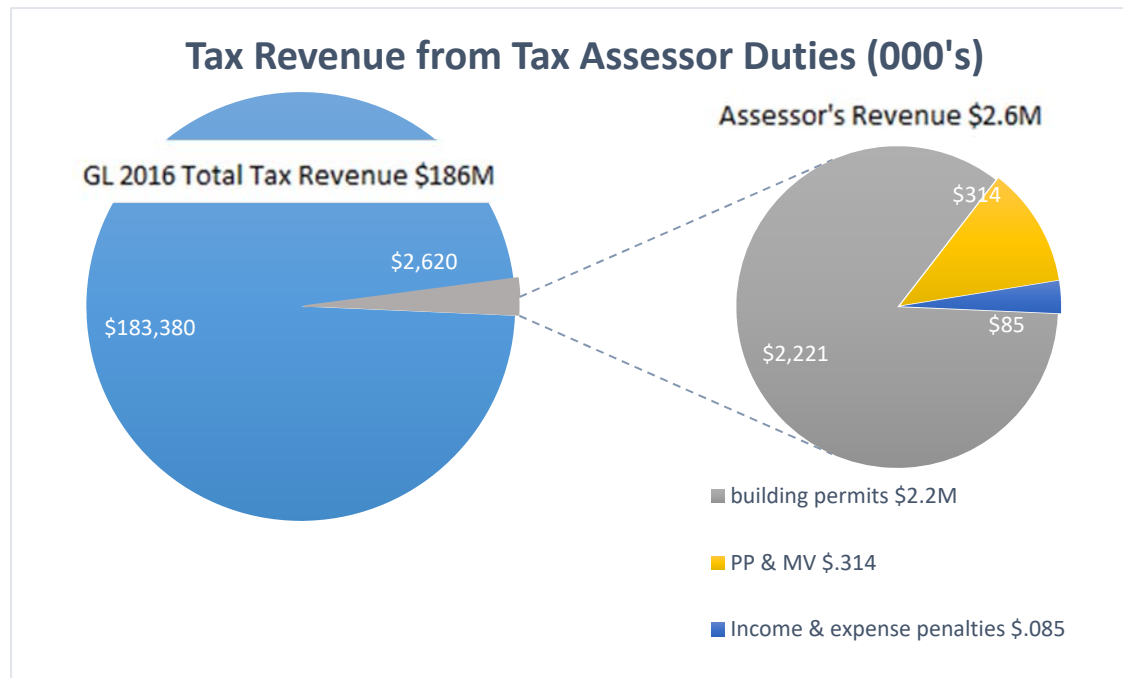 Tax Revenue from Tax Assessor Duties (000's)
GL 2016 Total Tax Revenue $186M
$2,620
$183,380
Assessor's Revenue $2.6M
$314
$85
$2,221
building permits $2.2M
PP & MV $.314
Income & expense penalties $.085